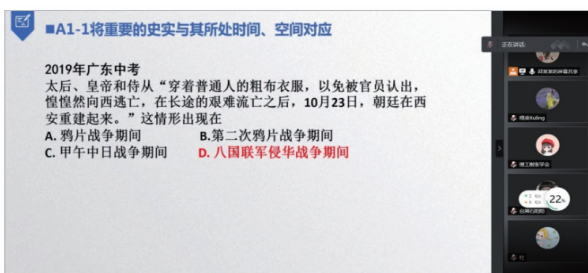 ■A1-1将重要的史实与其所处时间、空间对应
正在讲话:
2019年广东中考
太后、皇帝和侍从“穿着普通人的粗布衣服，以免被官员认出，
惶惶然向西逃亡，在长途的艰难流亡之后，10月23日，朝廷在西
安重建起来。”这情形出现在
A. 鸦片战争期间 B.第二次鸦片战争期间
C. 甲午中日战争期间 D. 八国联军侵华战争期间
22